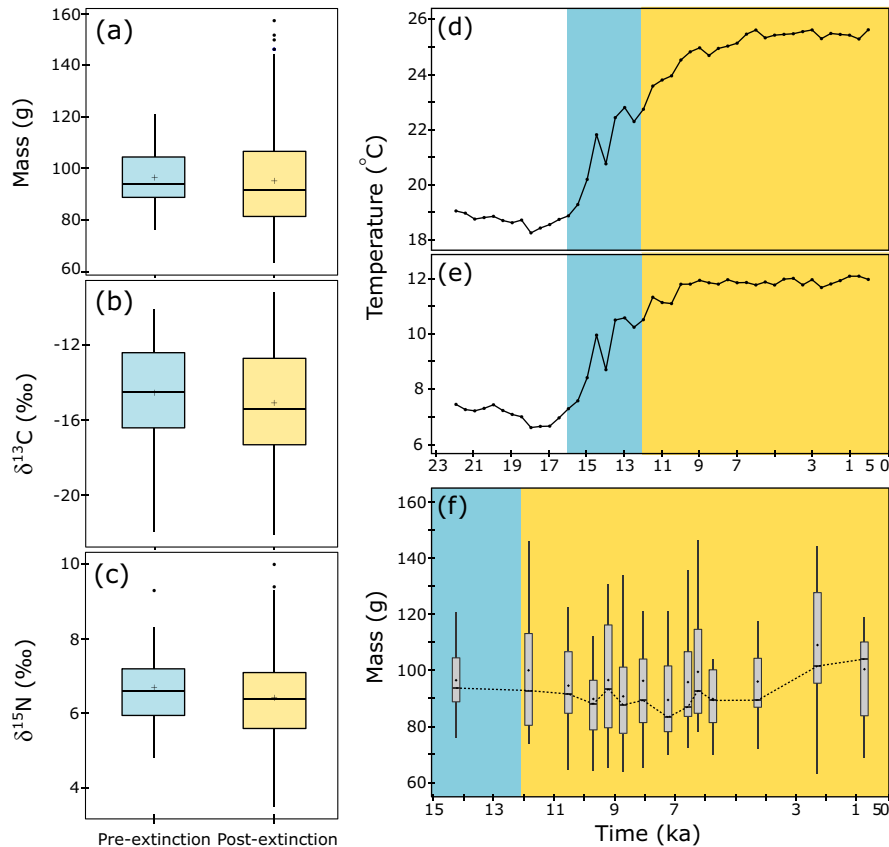 (a)
Mass (g)
160
140
120
100
80
60
(b)
δ¹³C (‰)
-12
-16
-20
(c)
δ¹⁵N (‰)
10
8
6
4
Pre-extinction Post-extinction
(d)
Temperature (°C)
26
24
22
20
18
(e)
12
10
8
6
23 21 19 17 15 13 11 9 7 3 1 5 0
(f)
Mass (g)
160
140
120
100
80
60
15 13 11 9 7 3 1 50
Time (ka)